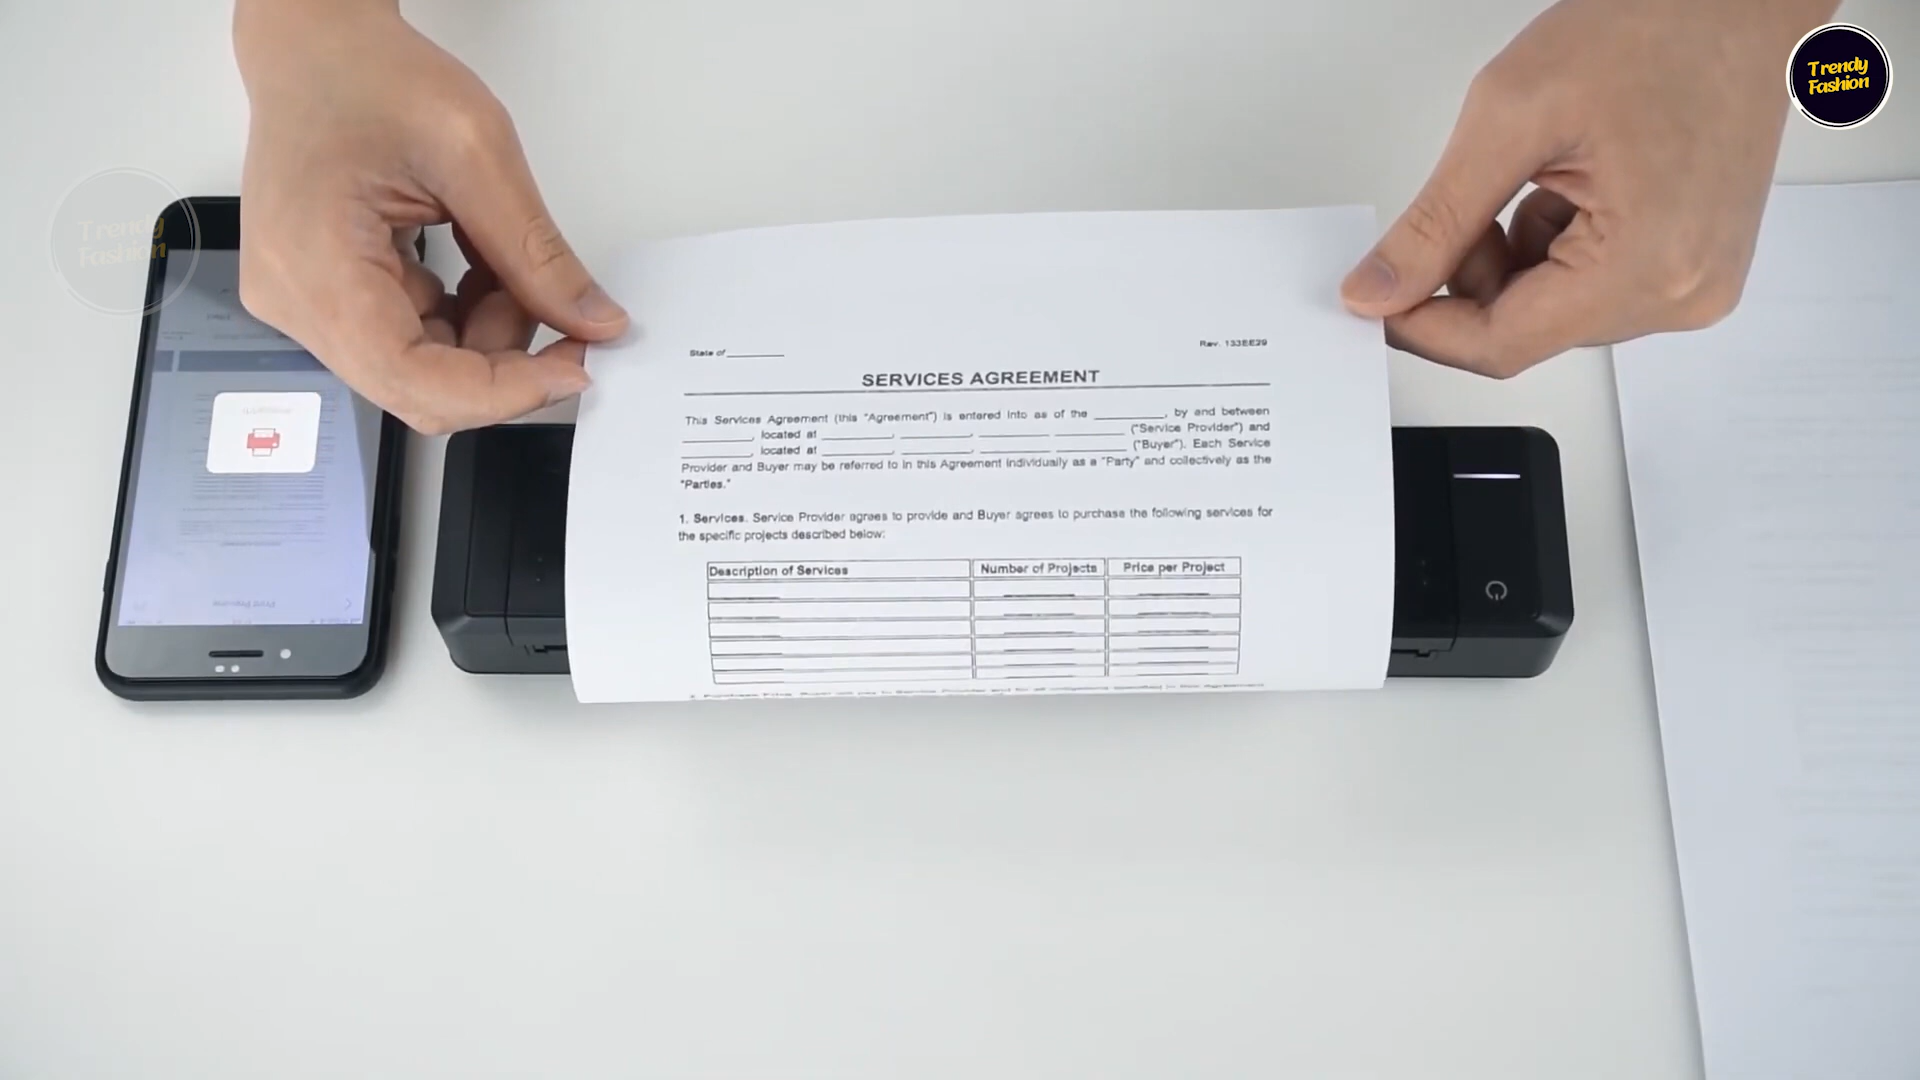 Trendy
Fashion
Trendy
Fashion
State of ________
Rev. 133EE29
SERVICES AGREEMENT
This Services Agreement (this "Agreement") is entered into as of the __________, by and between
__________, located at __________, __________, __________ __________ ("Service Provider") and
__________, located at __________, __________, __________ __________ ("Buyer"). Each Service
Provider and Buyer may be referred to in this Agreement individually as a "Party" and collectively as the
"Parties."
1. Services. Service Provider agrees to provide and Buyer agrees to purchase the following services for
the specific projects described below:
Description of Services Number of Projects Price per Project
Print Preview